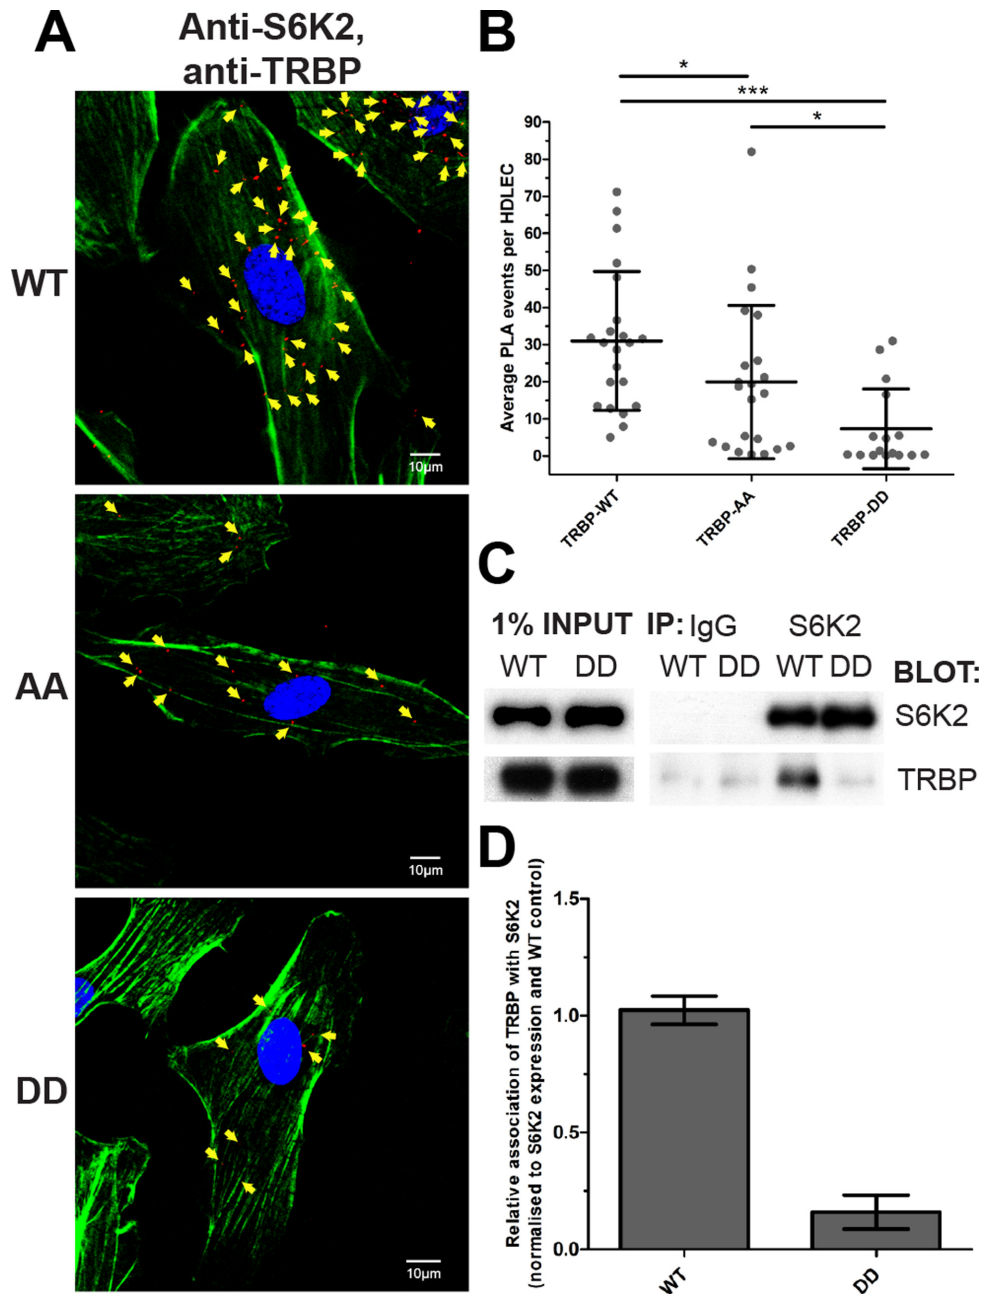 A
Anti-S6K2,
anti-TRBP
WT
10µm
AA
10µm
DD
10µm
B
Average PLA events per HDLEC
*
***
*
90
80
70
60
50
40
30
20
10
0
TRBP-WT
TRBP-AA
TRBP-DD
C
1% INPUT IP: IgG S6K2
WT DD WT DD WT DD BLOT:
S6K2
TRBP
D
Relative association of TRBP with S6K2
(normalised to S6K2 expression and WT control)
1.5
1.0
0.5
0.0
WT
DD